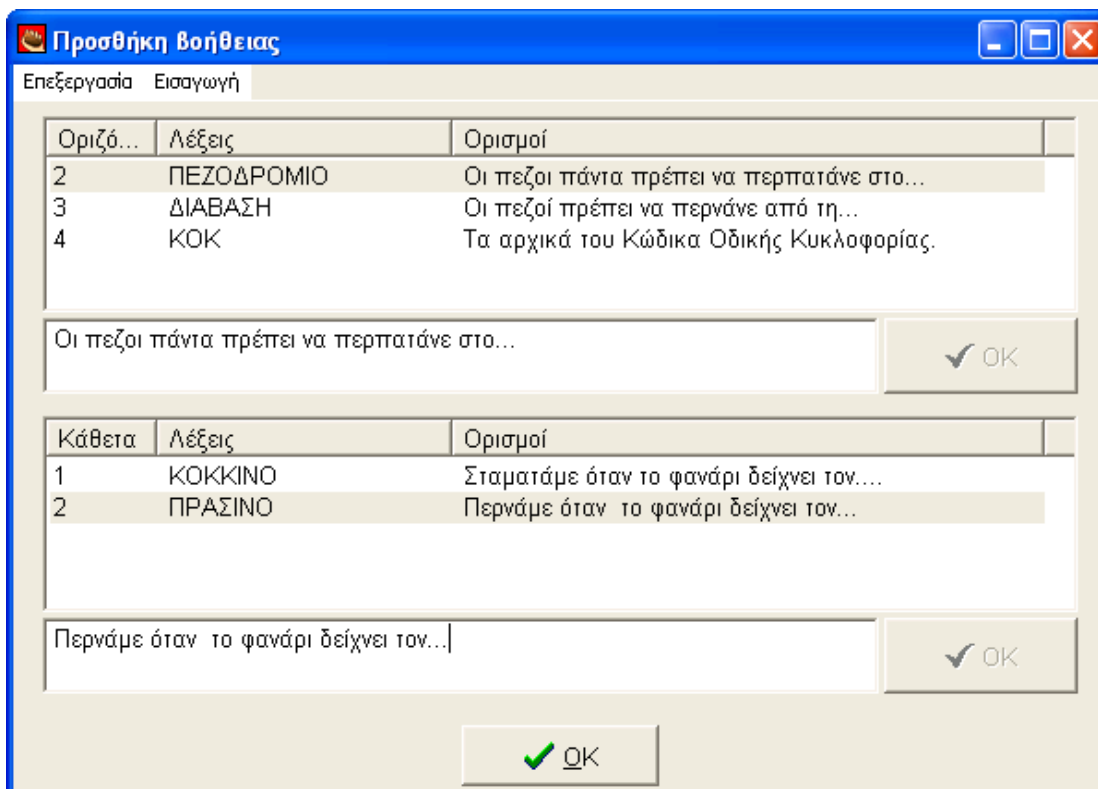 Προσθήκη βοήθειας
Επεξεργασία Εισαγωγή
Οριζό... Λέξεις Ορισμοί
2 ΠΕΖΟΔΡΟΜΙΟ Οι πεζοι πάντα πρέπει να περπατάνε στο...
3 ΔΙΑΒΑΣΗ Οι πεζοί πρέπει να περνάνε από τη...
4 ΚΟΚ Τα αρχικά του Κώδικα Οδικής Κυκλοφορίας.
Οι πεζοι πάντα πρέπει να περπατάνε στο...
OK
Κάθετα Λέξεις Ορισμοί
1 ΚΟΚΚΙΝΟ Σταματάμε όταν το φανάρι δείχνει τον....
2 ΠΡΑΣΙΝΟ Περνάμε όταν  το φανάρι δείχνει τον...
Περνάμε όταν  το φανάρι δείχνει τον...
OK
OK